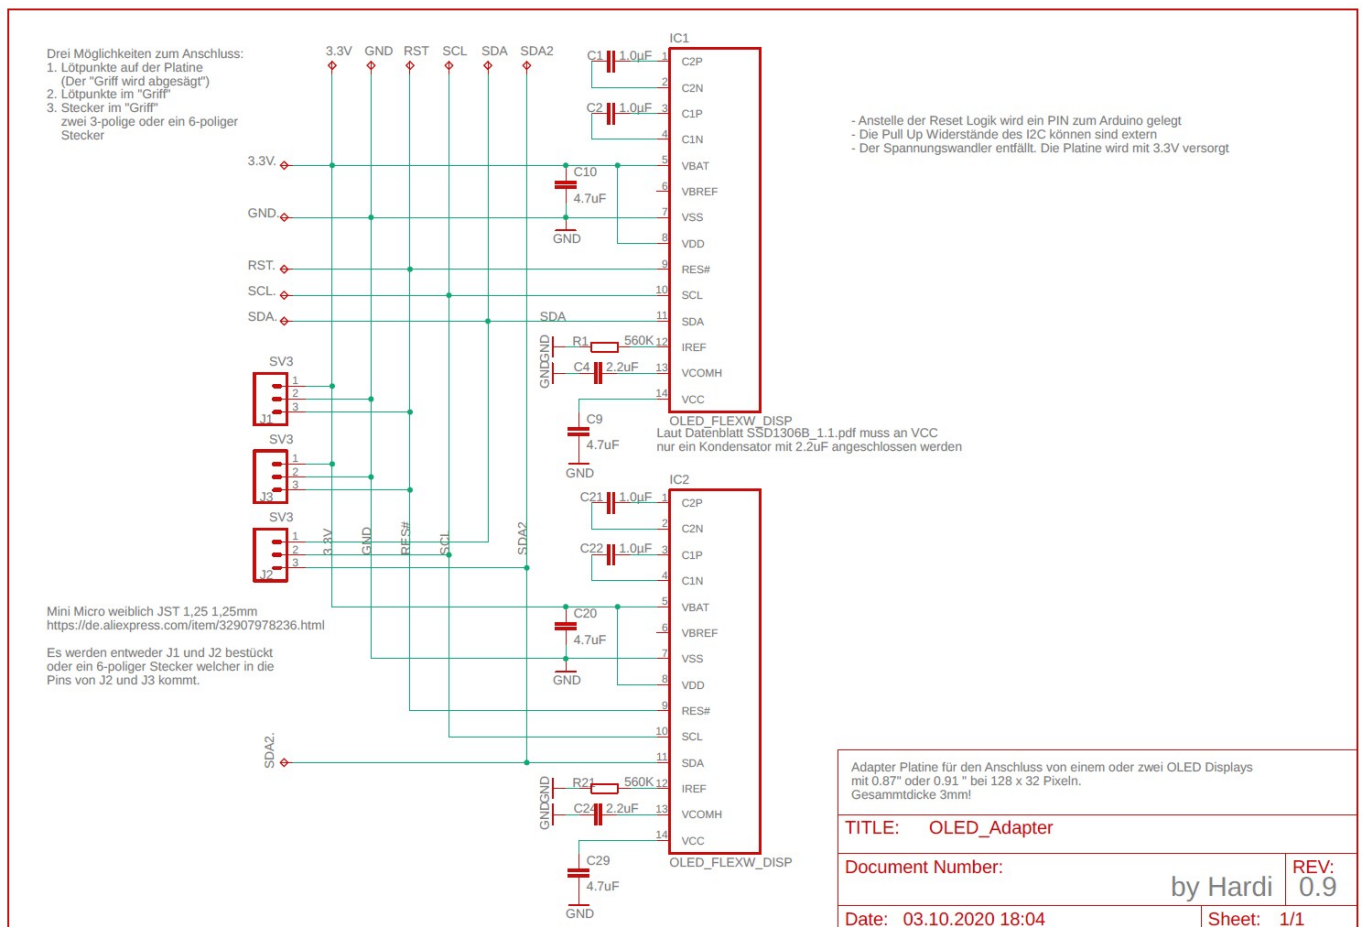 Drei Möglichkeiten zum Anschluss:
1. Lötpunkte auf der Platine
(Der "Griff wird abgesägt")
2. Lötpunkte im "Griff"
3. Stecker im "Griff"
zwei 3-polige oder ein 6-poliger
Stecker
3.3V GND RST SCL SDA SDA2
IC1
C1 1.0µF 1 C2P
2 C2N
C2 1.0µF 3 C1P
4 C1N
3.3V. 5 VBAT
C10
4.7uF
6 VBREF
GND. 7 VSS
GND
8 VDD
RST. 9 RES#
SCL. 10 SCL
SDA. SDA 11 SDA
GND R1 560K 12 IREF
GND C4 2.2uF 13 VCOMH
14 VCC
C9
4.7uF
GND
OLED_FLEXW_DISP
Laut Datenblatt SSD1306B_1.1.pdf muss an VCC
nur ein Kondensator mit 2.2uF angeschlossen werden
- Anstelle der Reset Logik wird ein PIN zum Arduino gelegt
- Die Pull Up Widerstände des I2C können sind extern
- Der Spannungswandler entfällt. Die Platine wird mit 3.3V versorgt
SV3
1
2
3
J1
SV3
1
2
3
J3
SV3
1
2
3
J2
3.3V GND RES# SCL SDA2
Mini Micro weiblich JST 1,25 1,25mm
https://de.aliexpress.com/item/32907978236.html
Es werden entweder J1 und J2 bestückt
oder ein 6-poliger Stecker welcher in die
Pins von J2 und J3 kommt.
IC2
C21 1.0µF 1 C2P
2 C2N
C22 1.0µF 3 C1P
4 C1N
5 VBAT
C20
4.7uF
6 VBREF
7 VSS
GND
8 VDD
9 RES#
10 SCL
SDA2. 11 SDA
GND R21 560K 12 IREF
GND C24 2.2uF 13 VCOMH
14 VCC
C29
4.7uF
GND
OLED_FLEXW_DISP
Adapter Platine für den Anschluss von einem oder zwei OLED Displays
mit 0.87" oder 0.91 " bei 128 x 32 Pixeln.
Gesammtdicke 3mm!
TITLE: OLED_Adapter
Document Number:
by Hardi
REV:
0.9
Date: 03.10.2020 18:04
Sheet: 1/1